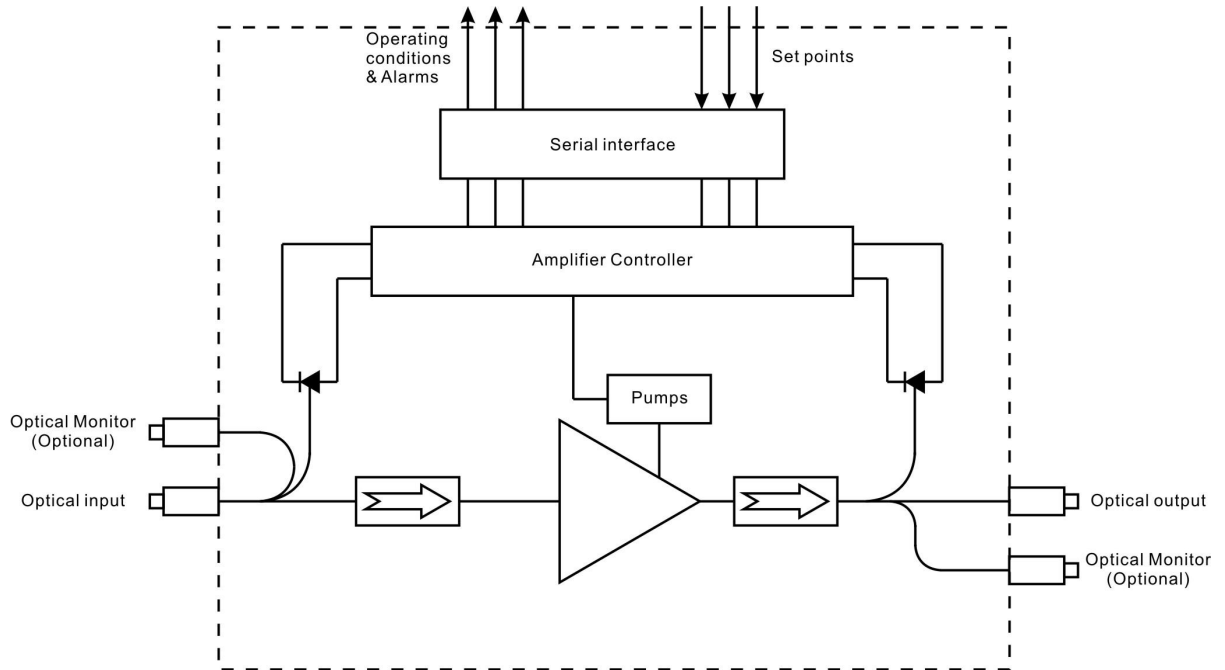 Operating
conditions
& Alarms
Set points
Serial interface
Amplifier Controller
Pumps
Optical Monitor
(Optional)
Optical input
Optical output
Optical Monitor
(Optional)